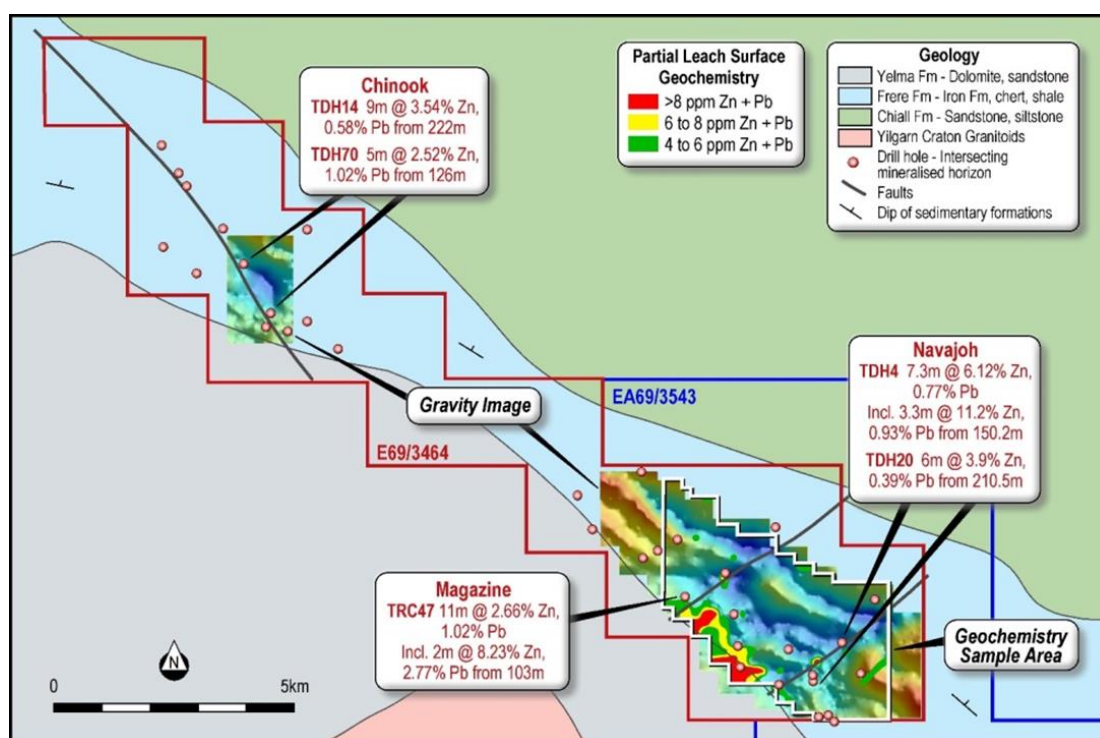 Chinook
TDH14 9m @ 3.54% Zn,
0.58% Pb from 222m
TDH70 5m @ 2.52% Zn,
1.02% Pb from 126m
Partial Leach Surface
Geochemistry
>8 ppm Zn + Pb
6 to 8 ppm Zn + Pb
4 to 6 ppm Zn + Pb
Geology
Yelma Fm - Dolomite, sandstone
Frere Fm - Iron Fm, chert, shale
Chiall Fm - Sandstone, siltstone
Yilgarn Craton Granitoids
Drill hole - Intersecting
mineralised horizon
Faults
Dip of sedimentary formations
Navajoh
TDH4 7.3m @ 6.12% Zn,
0.77% Pb
Incl. 3.3m @ 11.2% Zn,
0.93% Pb from 150.2m
TDH20 6m @ 3.9% Zn,
0.39% Pb from 210.5m
Gravity Image
EA69/3543
E69/3464
Magazine
TRC47 11m @ 2.66% Zn,
1.02% Pb
Incl. 2m @ 8.23% Zn,
2.77% Pb from 103m
Geochemistry
Sample Area
N
0 5km